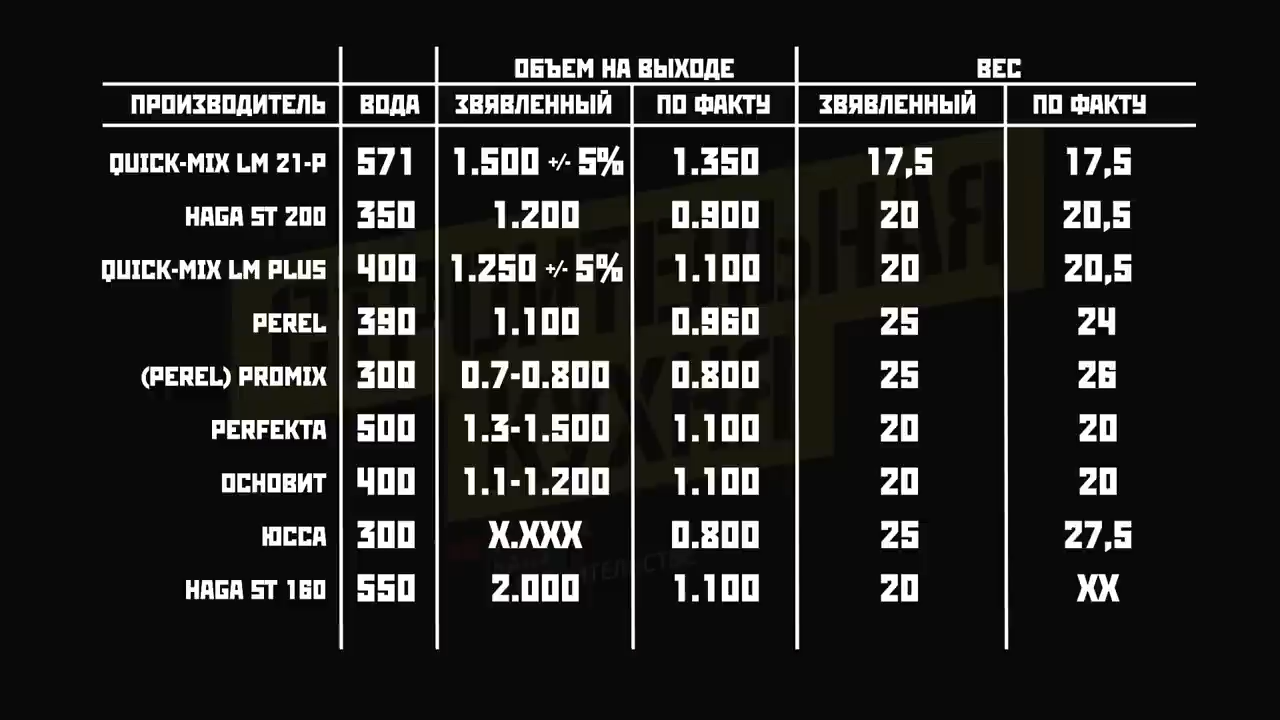 ОБЪЕМ НА ВЫХОДЕ ВЕС
ПРОИЗВОДИТЕЛЬ ВОДА ЗВЯВЛЕННЫЙ ПО ФАКТУ ЗВЯВЛЕННЫЙ ПО ФАКТУ
QUICK-MIX LM 21-P 571 1.500 +/- 5% 1.350 17,5 17,5
HAGA ST 200 350 1.200 0.900 20 20,5
QUICK-MIX LM PLUS 400 1.250 +/- 5% 1.100 20 20,5
PEREL 390 1.100 0.960 25 24
(PEREL) PROMIX 300 0.7-0.800 0.800 25 26
PERFEKTA 500 1.3-1.500 1.100 20 20
ОСНОВИТ 400 1.1-1.200 1.100 20 20
ЮССА 300 X.XXX 0.800 25 27,5
HAGA ST 160 550 2.000 1.100 20 XX
СТРОИТЕЛЬНАЯ
КУХНЯ